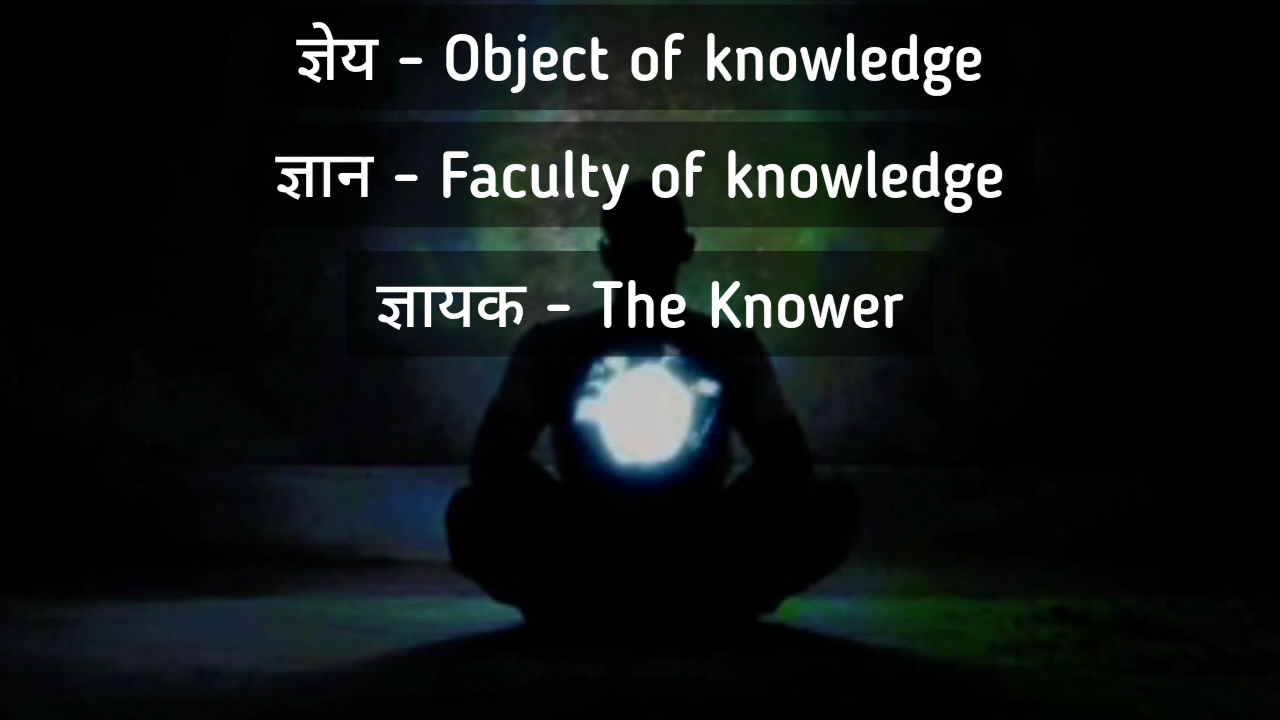 ज्ञेय - Object of knowledge
ज्ञान - Faculty of knowledge
ज्ञायक - The Knower